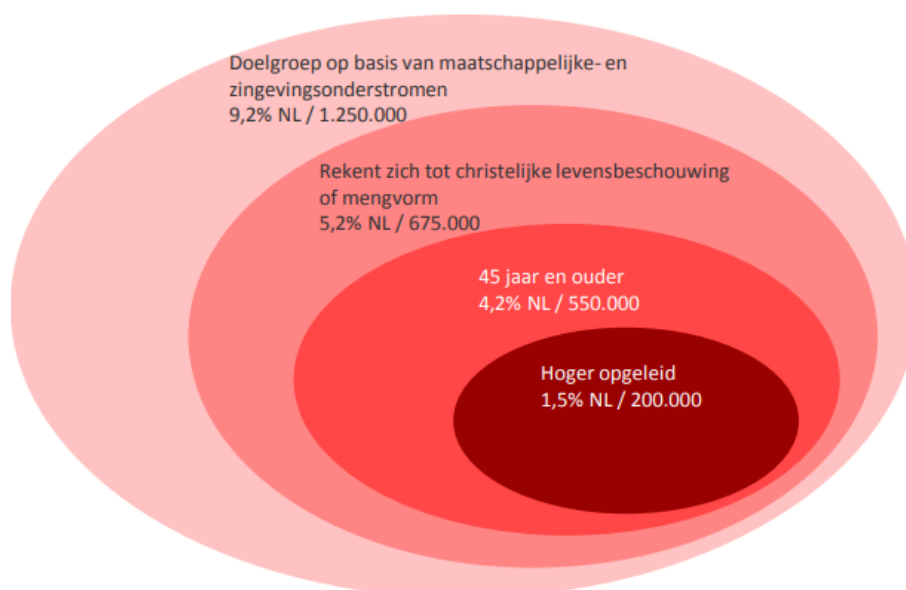 Doelgroep op basis van maatschappelijke- en
zingevingsonderstromen
9,2% NL / 1.250.000
Rekent zich tot christelijke levensbeschouwing
of mengvorm
5,2% NL / 675.000
45 jaar en ouder
4,2% NL / 550.000
Hoger opgeleid
1,5% NL / 200.000